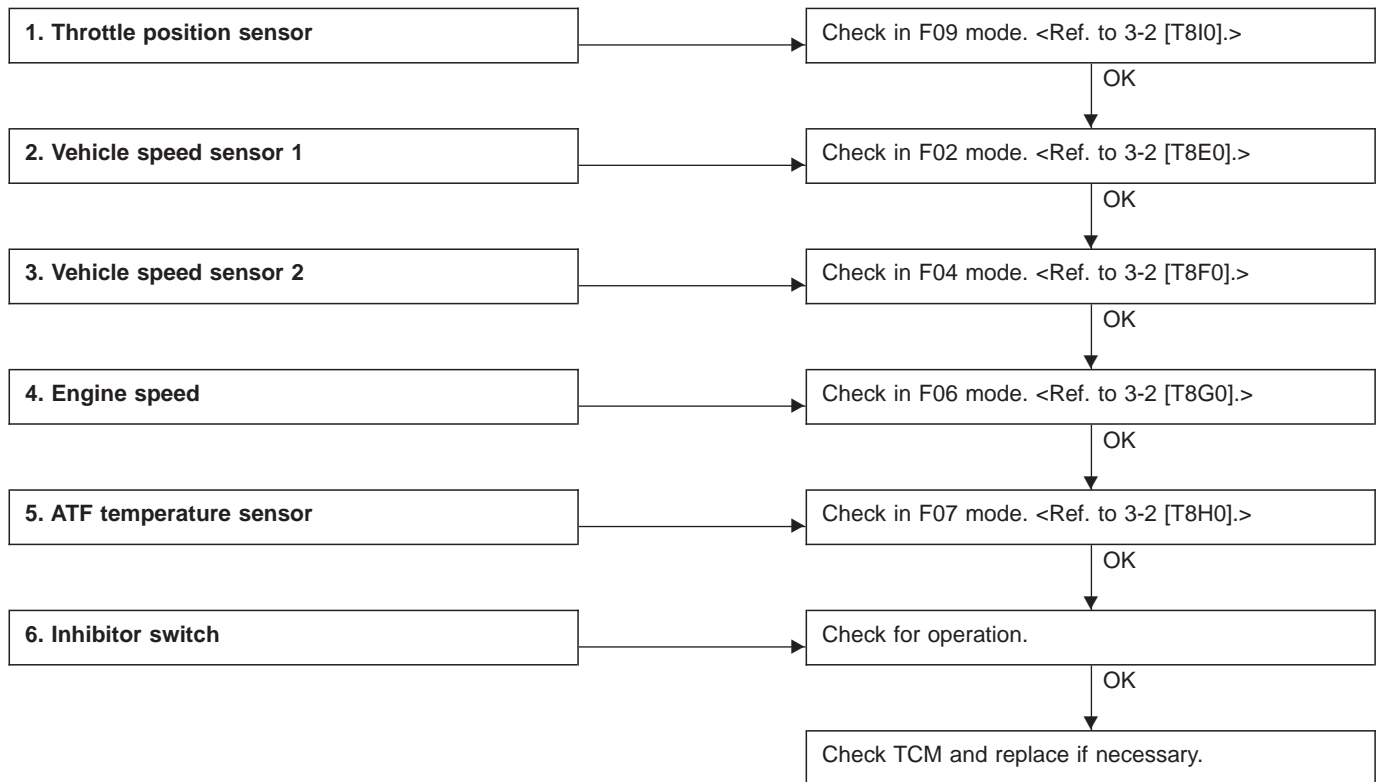 1. Throttle position sensor
Check in F09 mode. <Ref. to 3-2 [T8I0].>
OK
2. Vehicle speed sensor 1
Check in F02 mode. <Ref. to 3-2 [T8E0].>
OK
3. Vehicle speed sensor 2
Check in F04 mode. <Ref. to 3-2 [T8F0].>
OK
4. Engine speed
Check in F06 mode. <Ref. to 3-2 [T8G0].>
OK
5. ATF temperature sensor
Check in F07 mode. <Ref. to 3-2 [T8H0].>
OK
6. Inhibitor switch
Check for operation.
OK
Check TCM and replace if necessary.